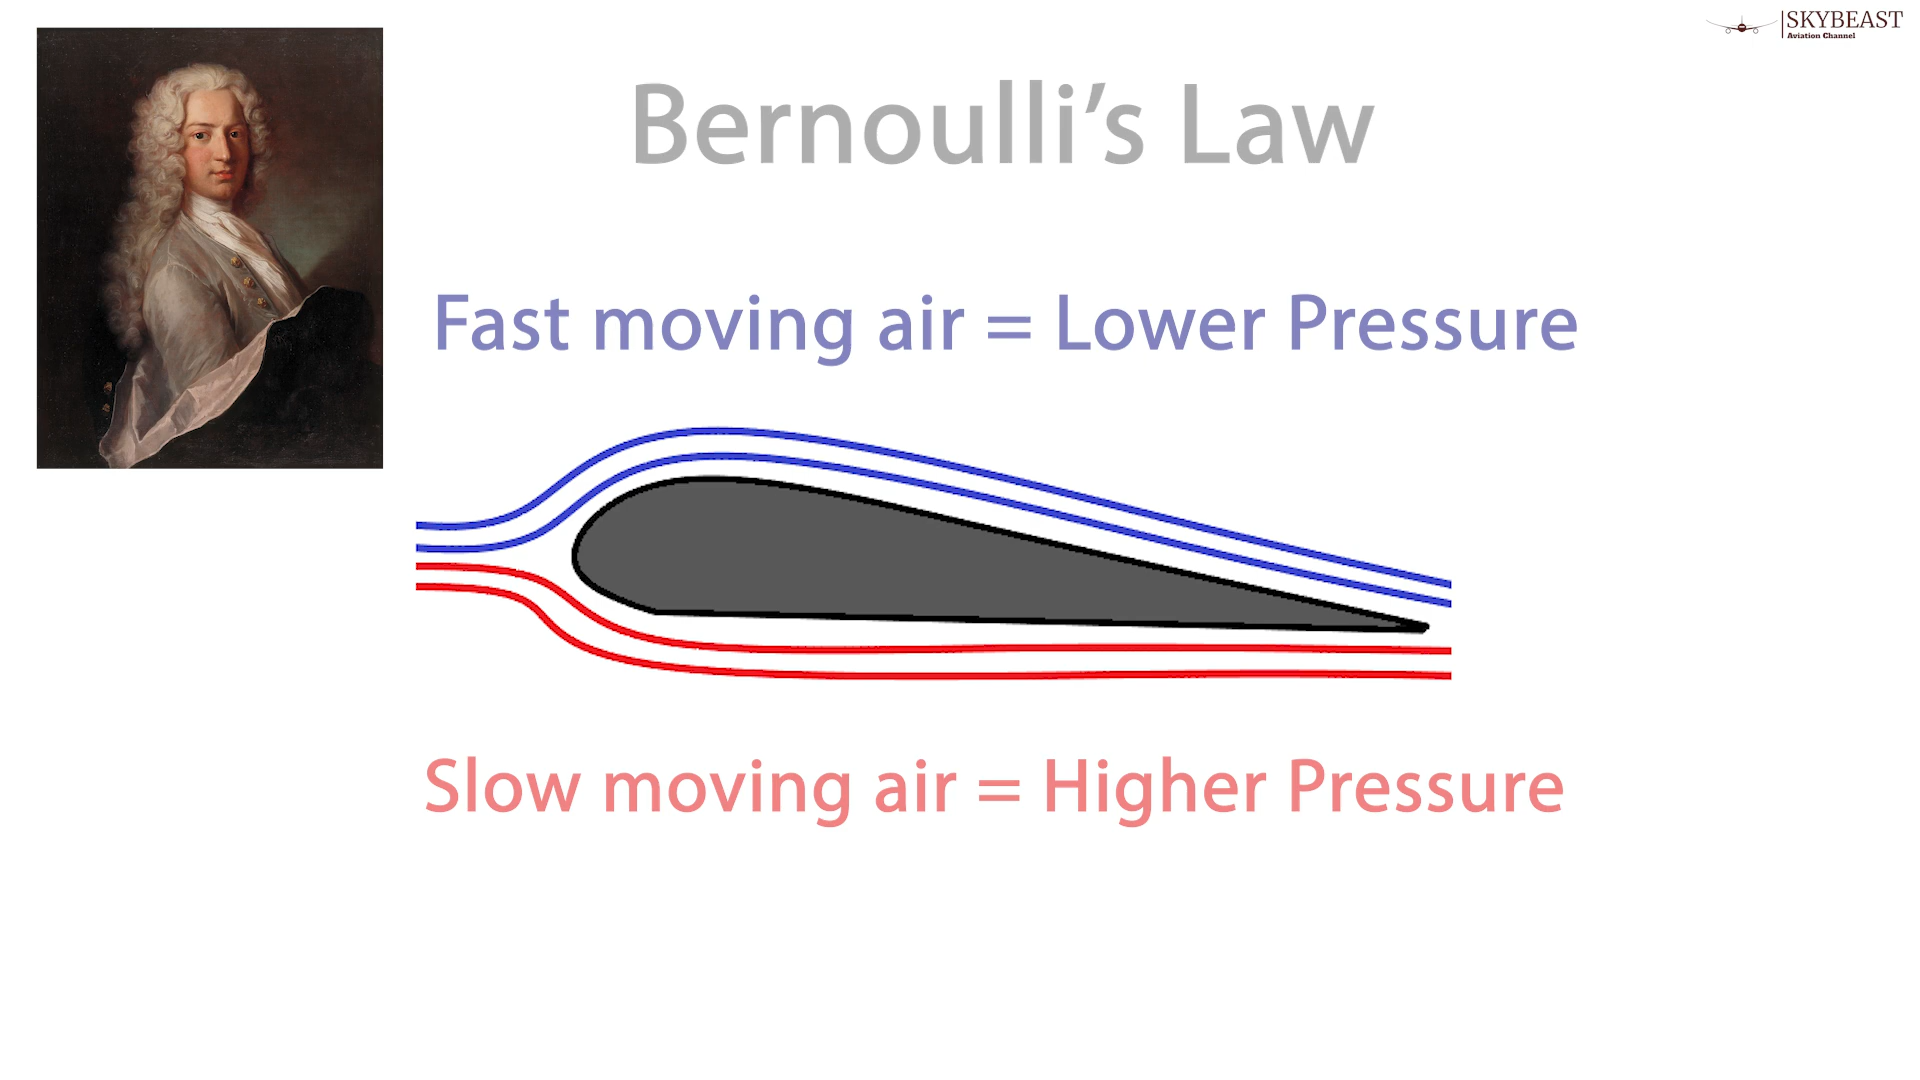 SKYBEAST
Aviation Channel
Bernoulli’s Law
Fast moving air = Lower Pressure
Slow moving air = Higher Pressure